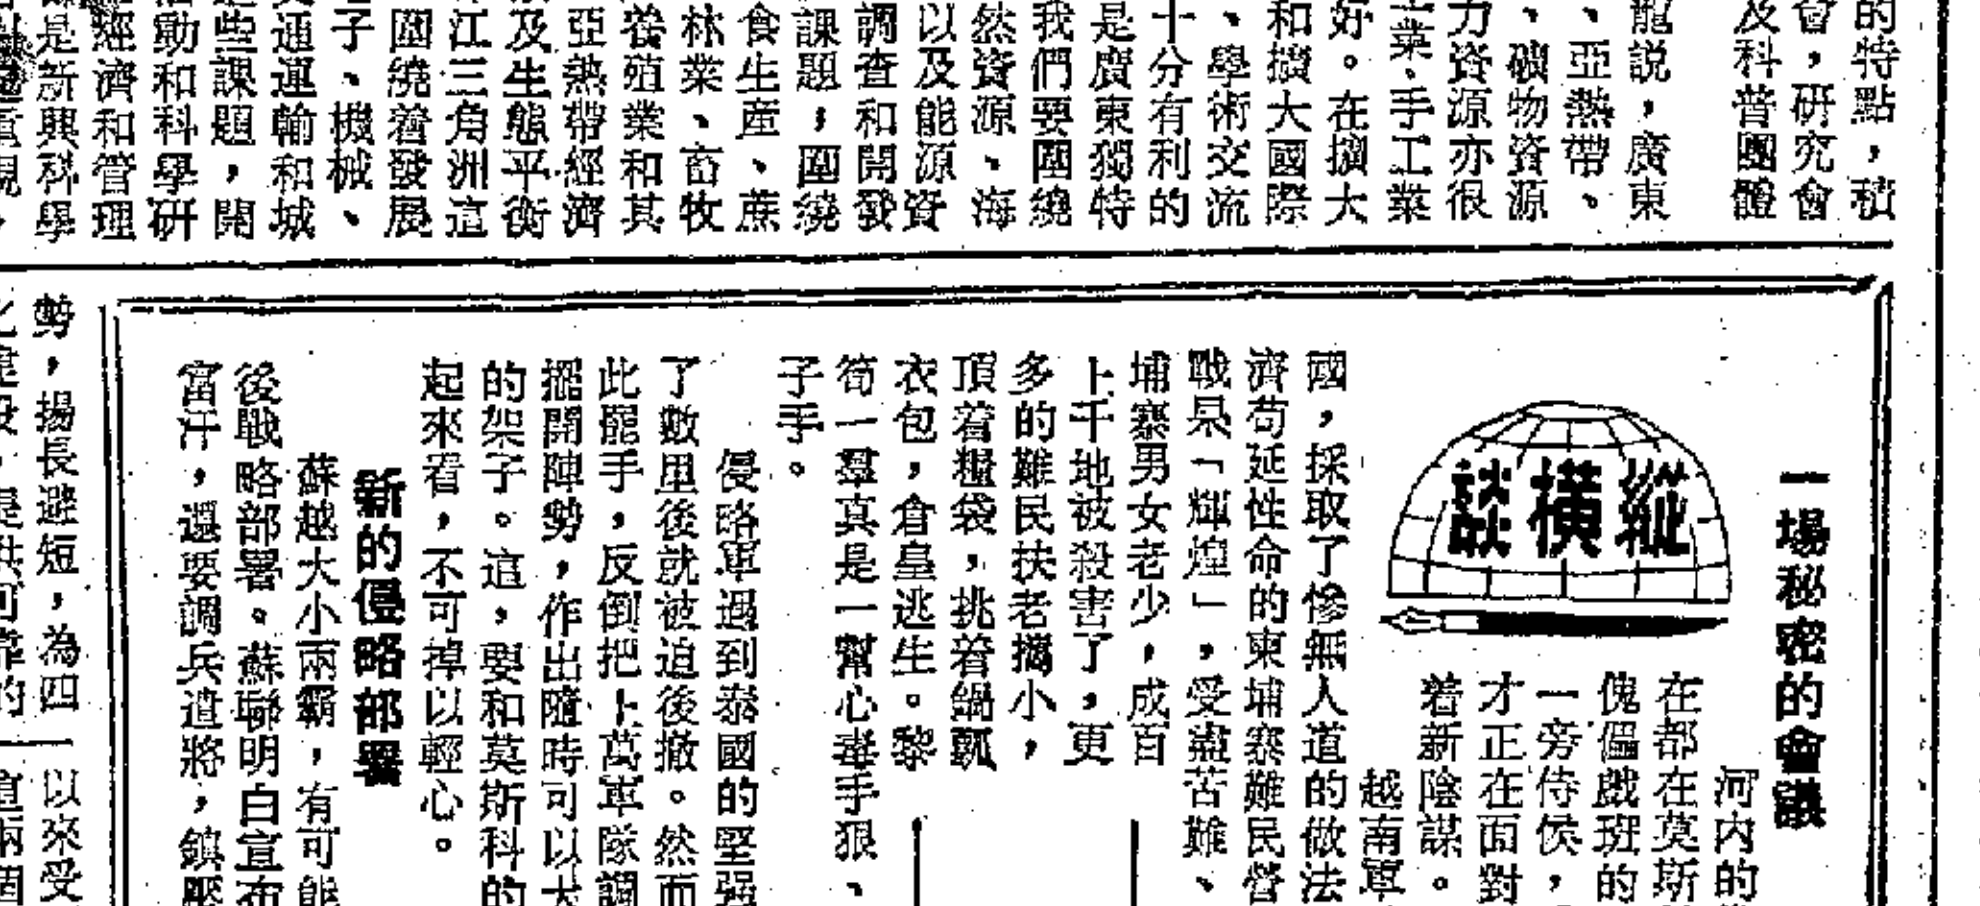 的特點，積
會，研究會
及科普團體
龍説，廣東
、亞熱帶、
、礦物資源
力資源亦很
業、手工業
好。在擴大
和擴大國際
、學術交流
十分有利的
是廣東獨特
我們要圍繞
然資源、海
以及能源資
調查和開發
課題，圍繞
食生産、蔗
林業、畜牧
養殖業和其
亞熱帶經濟
及生態平衡
江三角洲這
圍繞着發展
子、機械、
通運輸和城
些課題，開
動和科學研
經濟和管理
是新興科學
一場秘密的會議
縱橫談
河内的
在都在莫斯
傀儡戲班的
一旁侍侯，
才正在面對
着新陰謀。
越南軍
國，採取了慘無人道的做法
濟苟延性命的柬埔寨難民營
戰杲「輝煌」，受盡苦難、
埔寨男女老少，成百
上千地被殺害了，更
多的難民扶老攜小，
頂着糧袋，挑着鍋瓢
衣包，倉皇逃生。黎
筍一羣真是一幫心毒手狠、
子手。
侵略軍遇到泰國的堅强
了數里後就被迫後撤。然而
此罷手，反倒把上萬軍隊調
擺開陣勢，作出隨時可以大
的架子。這，要和莫斯科的
起來看，不可掉以輕心。
新的侵略部署
蘇越大小兩霸，有可能
後戰略部署。蘇聯明白宣布
富汗，還要調兵遣將，鎮壓
勢，揚長避短，為四
以來受